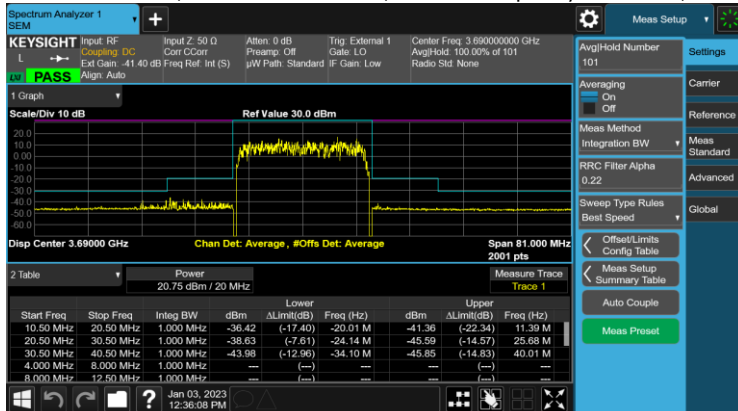 Spectrum Analyzer 1
SEM
+
Meas Setup
KEYSIGHT
L
LXI
PASS
Input: RF
Coupling: DC
Ext Gain: -41.40 dB
Align: Auto
Input Z: 50 Ω
Corr CCorr
Freq Ref: Int (S)
Atten: 0 dB
Preamp: Off
µW Path: Standard
Trig: External 1
Gate: LO
IF Gain: Low
Center Freq: 3.690000000 GHz
Avg|Hold: 100.00% of 101
Radio Std: None
1 Graph
Scale/Div 10 dB
Ref Value 30.0 dBm
20.0
10.0
0.00
-10.0
-20.0
-30.0
-40.0
-50.0
-60.0
Disp Center 3.69000 GHz
Chan Det: Average , #Offs Det: Average
Span 81.000 MHz
2001 pts
2 Table
Power
20.75 dBm / 20 MHz
Measure Trace
Trace 1
Lower Upper
Start Freq Stop Freq Integ BW dBm ΔLimit(dB) Freq (Hz) dBm ΔLimit(dB) Freq (Hz)
10.50 MHz 20.50 MHz 1.000 MHz -36.42 (-17.40) -20.01 M -41.36 (-22.34) 11.39 M
20.50 MHz 30.50 MHz 1.000 MHz -38.63 (-7.61) -24.14 M -45.59 (-14.57) 25.68 M
30.50 MHz 40.50 MHz 1.000 MHz -43.98 (-12.96) -34.10 M -45.85 (-14.83) 40.01 M
4.000 MHz 8.000 MHz 1.000 MHz --- (---) --- (---)
8.000 MHz 12.50 MHz 1.000 MHz --- (---) --- (---)
?
Jan 03, 2023
12:36:08 PM
Avg|Hold Number
101
Averaging
On
Off
Meas Method
Integration BW
RRC Filter Alpha
0.22
Sweep Type Rules
Best Speed
Offset/Limits
Config Table
Meas Setup
Summary Table
Auto Couple
Meas Preset
Settings
Carrier
Reference
Meas
Standard
Advanced
Global